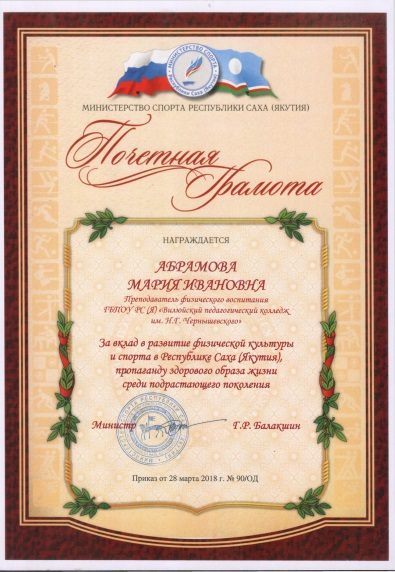 МИНИСТЕРСТВО СПОРТА
МИНИСТЕРСТВО СПОРТА РЕСПУБЛИКИ САХА (ЯКУТИЯ)
Почетная
Грамота
НАГРАЖДАЕТСЯ
АБРАМОВА
МАРИЯ ИВАНОВНА
Преподаватель физического воспитания
ГБПОУ РС (Я) «Вилюйский педагогический колледж
им. Н.Г. Чернышевского»
За вклад в развитие физической культуры
и спорта в Республике Саха (Якутия),
пропаганду здорового образа жизни
среди подрастающего поколения
Министр Г.Р. Балакшин
Приказ от 28 марта 2018 г. № 90/ОД